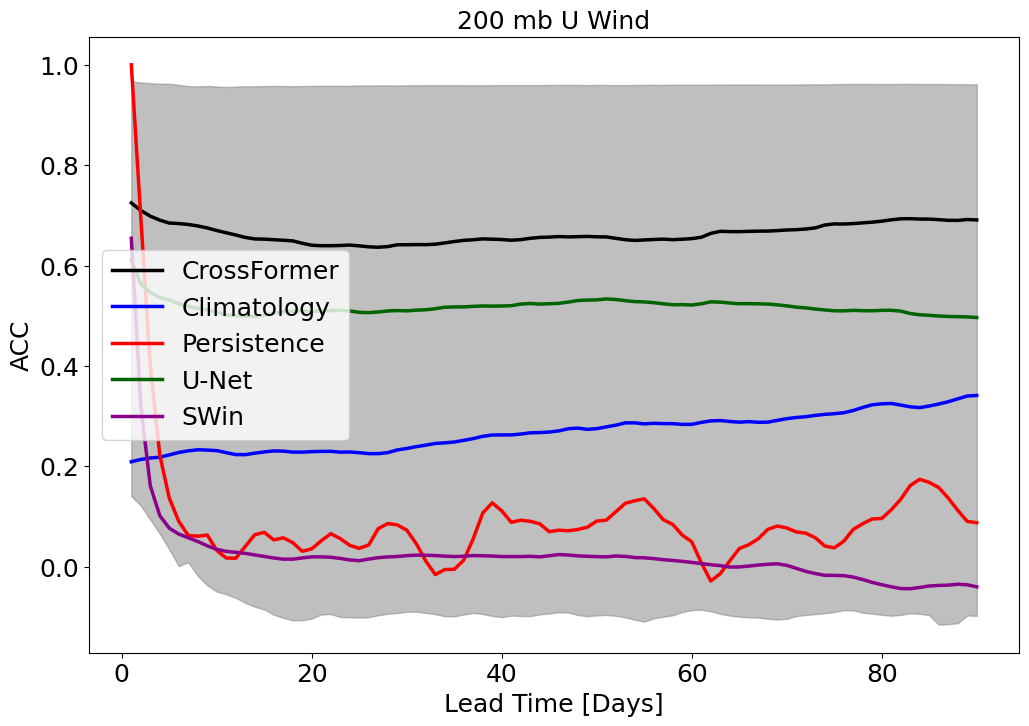 200 mb U Wind
1.0
0.8
0.6
0.4
0.2
0.0
ACC
CrossFormer
Climatology
Persistence
U-Net
SWin
0 20 40 60 80
Lead Time [Days]